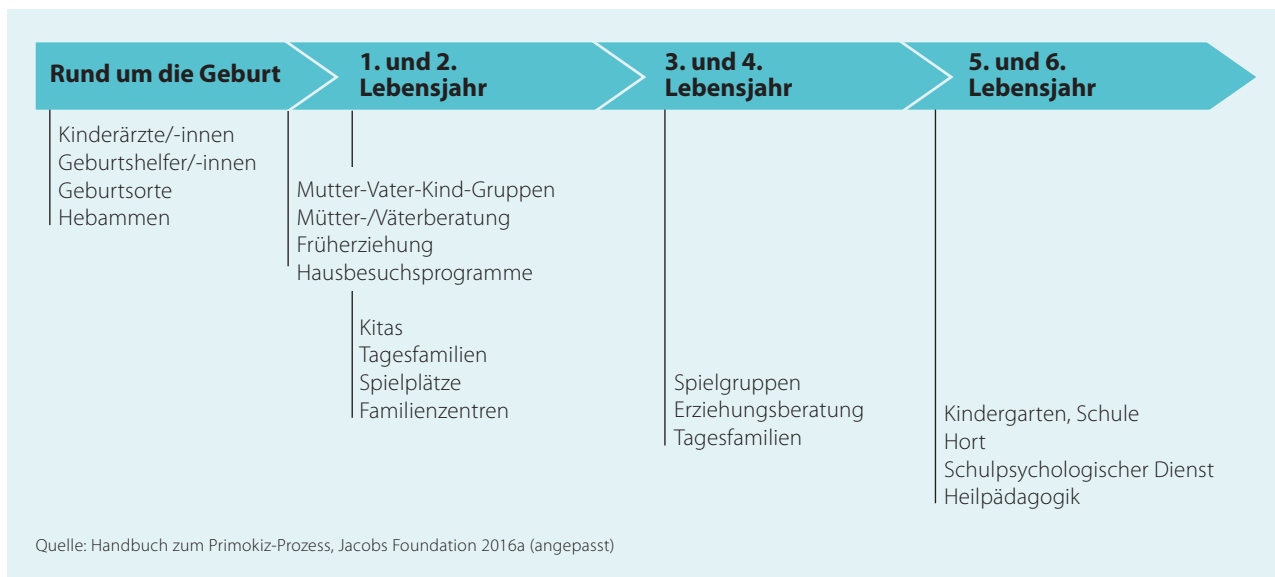 Rund um die Geburt
1. und 2.
Lebensjahr
3. und 4.
Lebensjahr
5. und 6.
Lebensjahr
Kinderärzte/-innen
Geburtshelfer/-innen
Geburtsorte
Hebammen
Mutter-Vater-Kind-Gruppen
Mütter-/Väterberatung
Früherziehung
Hausbesuchsprogramme
Kitas
Tagesfamilien
Spielplätze
Familienzentren
Spielgruppen
Erziehungsberatung
Tagesfamilien
Kindergarten, Schule
Hort
Schulpsychologischer Dienst
Heilpädagogik
Quelle: Handbuch zum Primokiz-Prozess, Jacobs Foundation 2016a (angepasst)